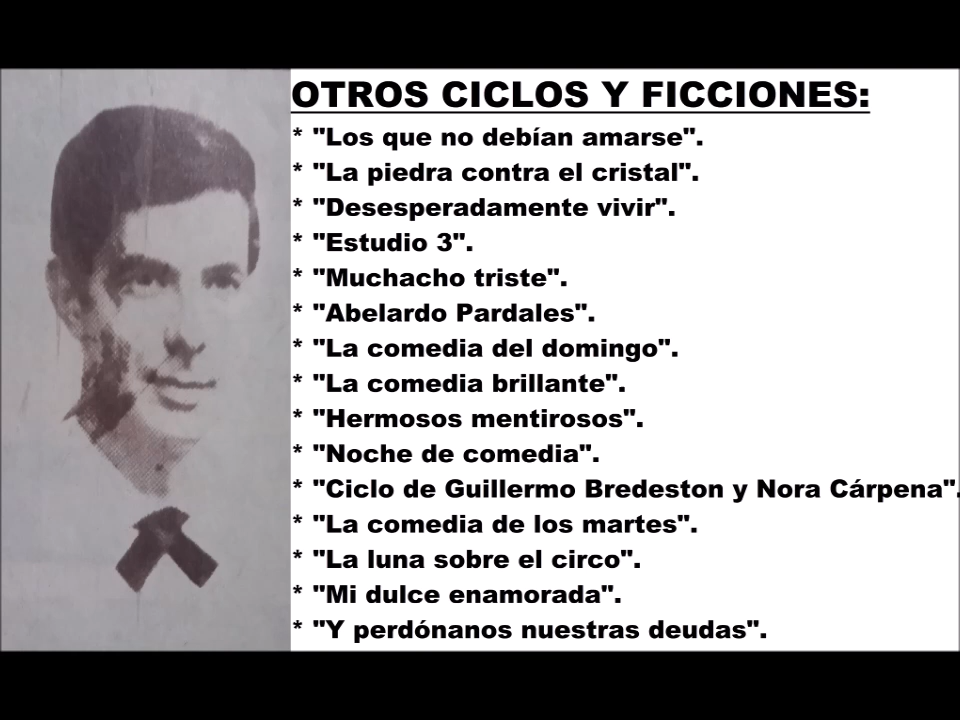 OTROS CICLOS Y FICCIONES:
* "Los que no debían amarse".
* "La piedra contra el cristal".
* "Desesperadamente vivir".
* "Estudio 3".
* "Muchacho triste".
* "Abelardo Pardales".
* "La comedia del domingo".
* "La comedia brillante".
* "Hermosos mentirosos".
* "Noche de comedia".
* "Ciclo de Guillermo Bredeston y Nora Cárpena".
* "La comedia de los martes".
* "La luna sobre el circo".
* "Mi dulce enamorada".
* "Y perdónanos nuestras deudas".